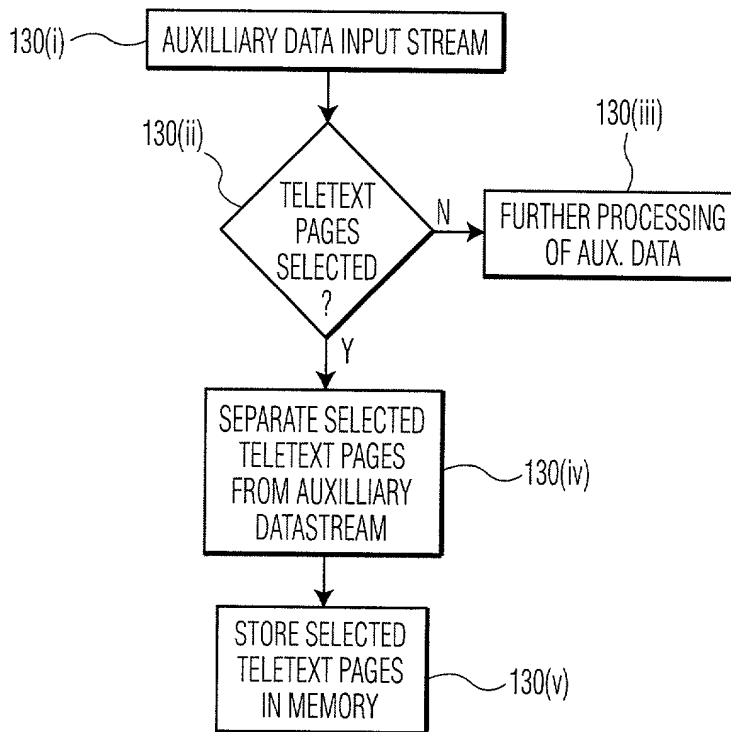 130(i)
AUXILLIARY DATA INPUT STREAM
130(ii)
130(iii)
TELETEXT
PAGES
SELECTED
?
N
FURTHER PROCESSING
OF AUX. DATA
Y
SEPARATE SELECTED
TELETEXT PAGES
FROM AUXILLIARY
DATASTREAM
130(iv)
STORE SELECTED
TELETEXT PAGES
IN MEMORY
130(v)